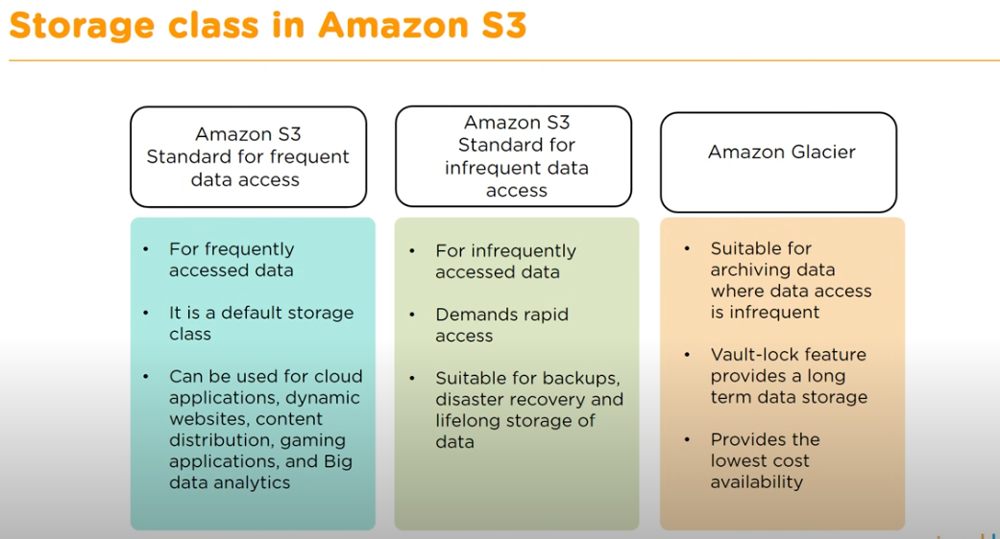 Storage class in Amazon S3
Amazon S3
Standard for frequent
data access
Amazon S3
Standard for
infrequent data
access
Amazon Glacier
• For frequently
accessed data
• It is a default storage
class
• Can be used for cloud
applications, dynamic
websites, content
distribution, gaming
applications, and Big
data analytics
• For infrequently
accessed data
• Demands rapid
access
• Suitable for backups,
disaster recovery and
lifelong storage of
data
• Suitable for
archiving data
where data access
is infrequent
• Vault-lock feature
provides a long
term data storage
• Provides the
lowest cost
availability